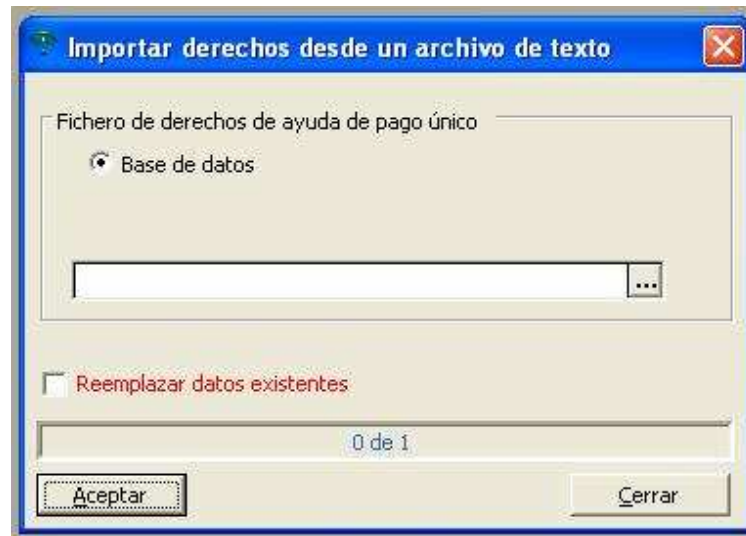 Importar derechos desde un archivo de texto
Fichero de derechos de ayuda de pago único
Base de datos
...
Reemplazar datos existentes
0 de 1
Aceptar
Cerrar